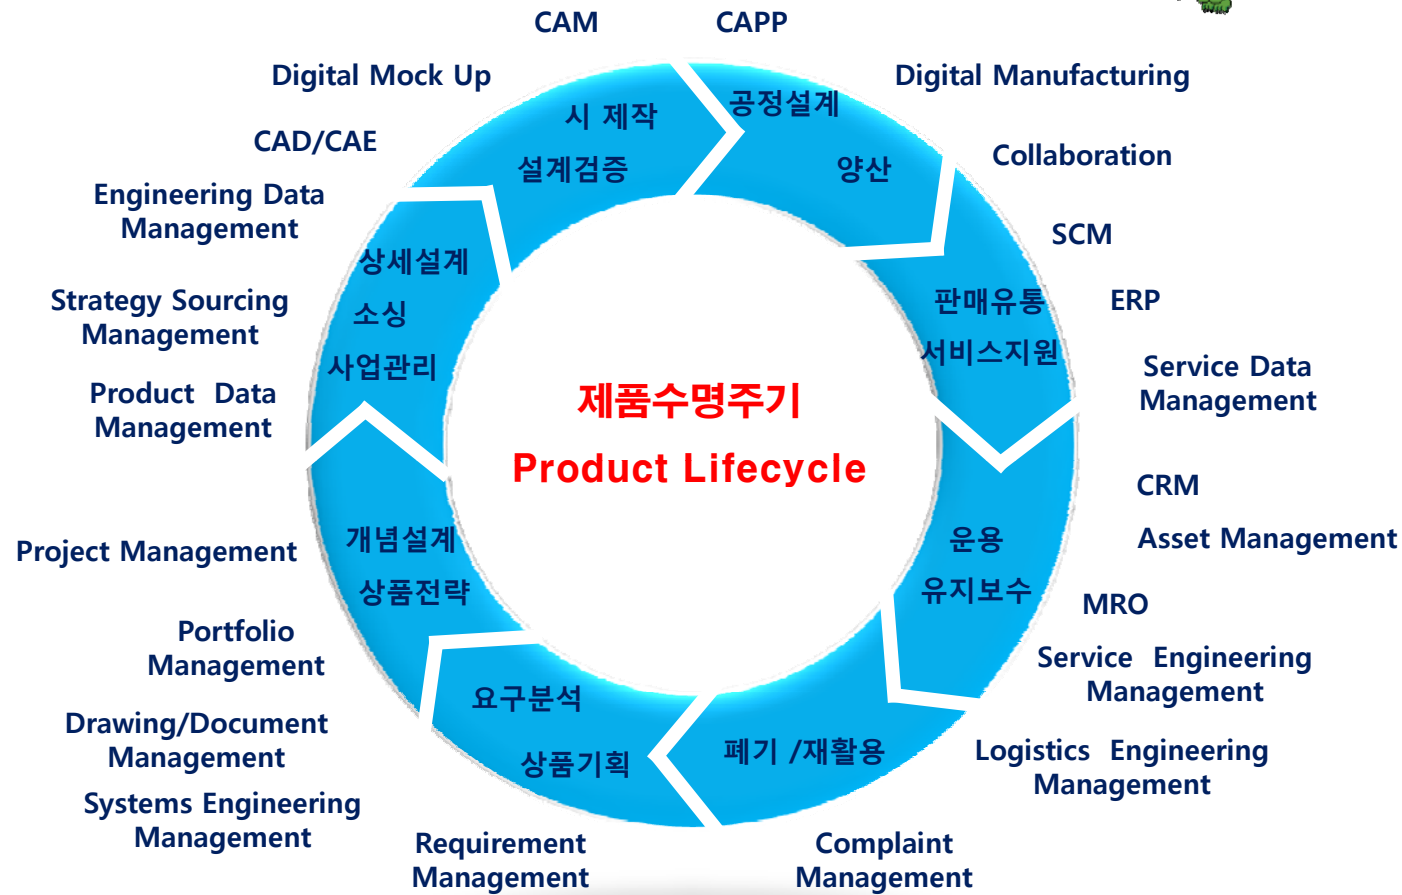 CAM
CAPP
Digital Mock Up
Digital Manufacturing
시 제작
공정설계
CAD/CAE
설계검증
양산
Collaboration
Engineering Data
Management
SCM
상세설계
소싱
사업관리
Strategy Sourcing
Management
판매유통
서비스지원
ERP
Product Data
Management
Service Data
Management
제품수명주기
Product Lifecycle
CRM
Project Management
개념설계
상품전략
운용
유지보수
Asset Management
MRO
Portfolio
Management
Service Engineering
Management
요구분석
상품기획
폐기 /재활용
Drawing/Document
Management
Logistics Engineering
Management
Systems Engineering
Management
Requirement
Management
Complaint
Management